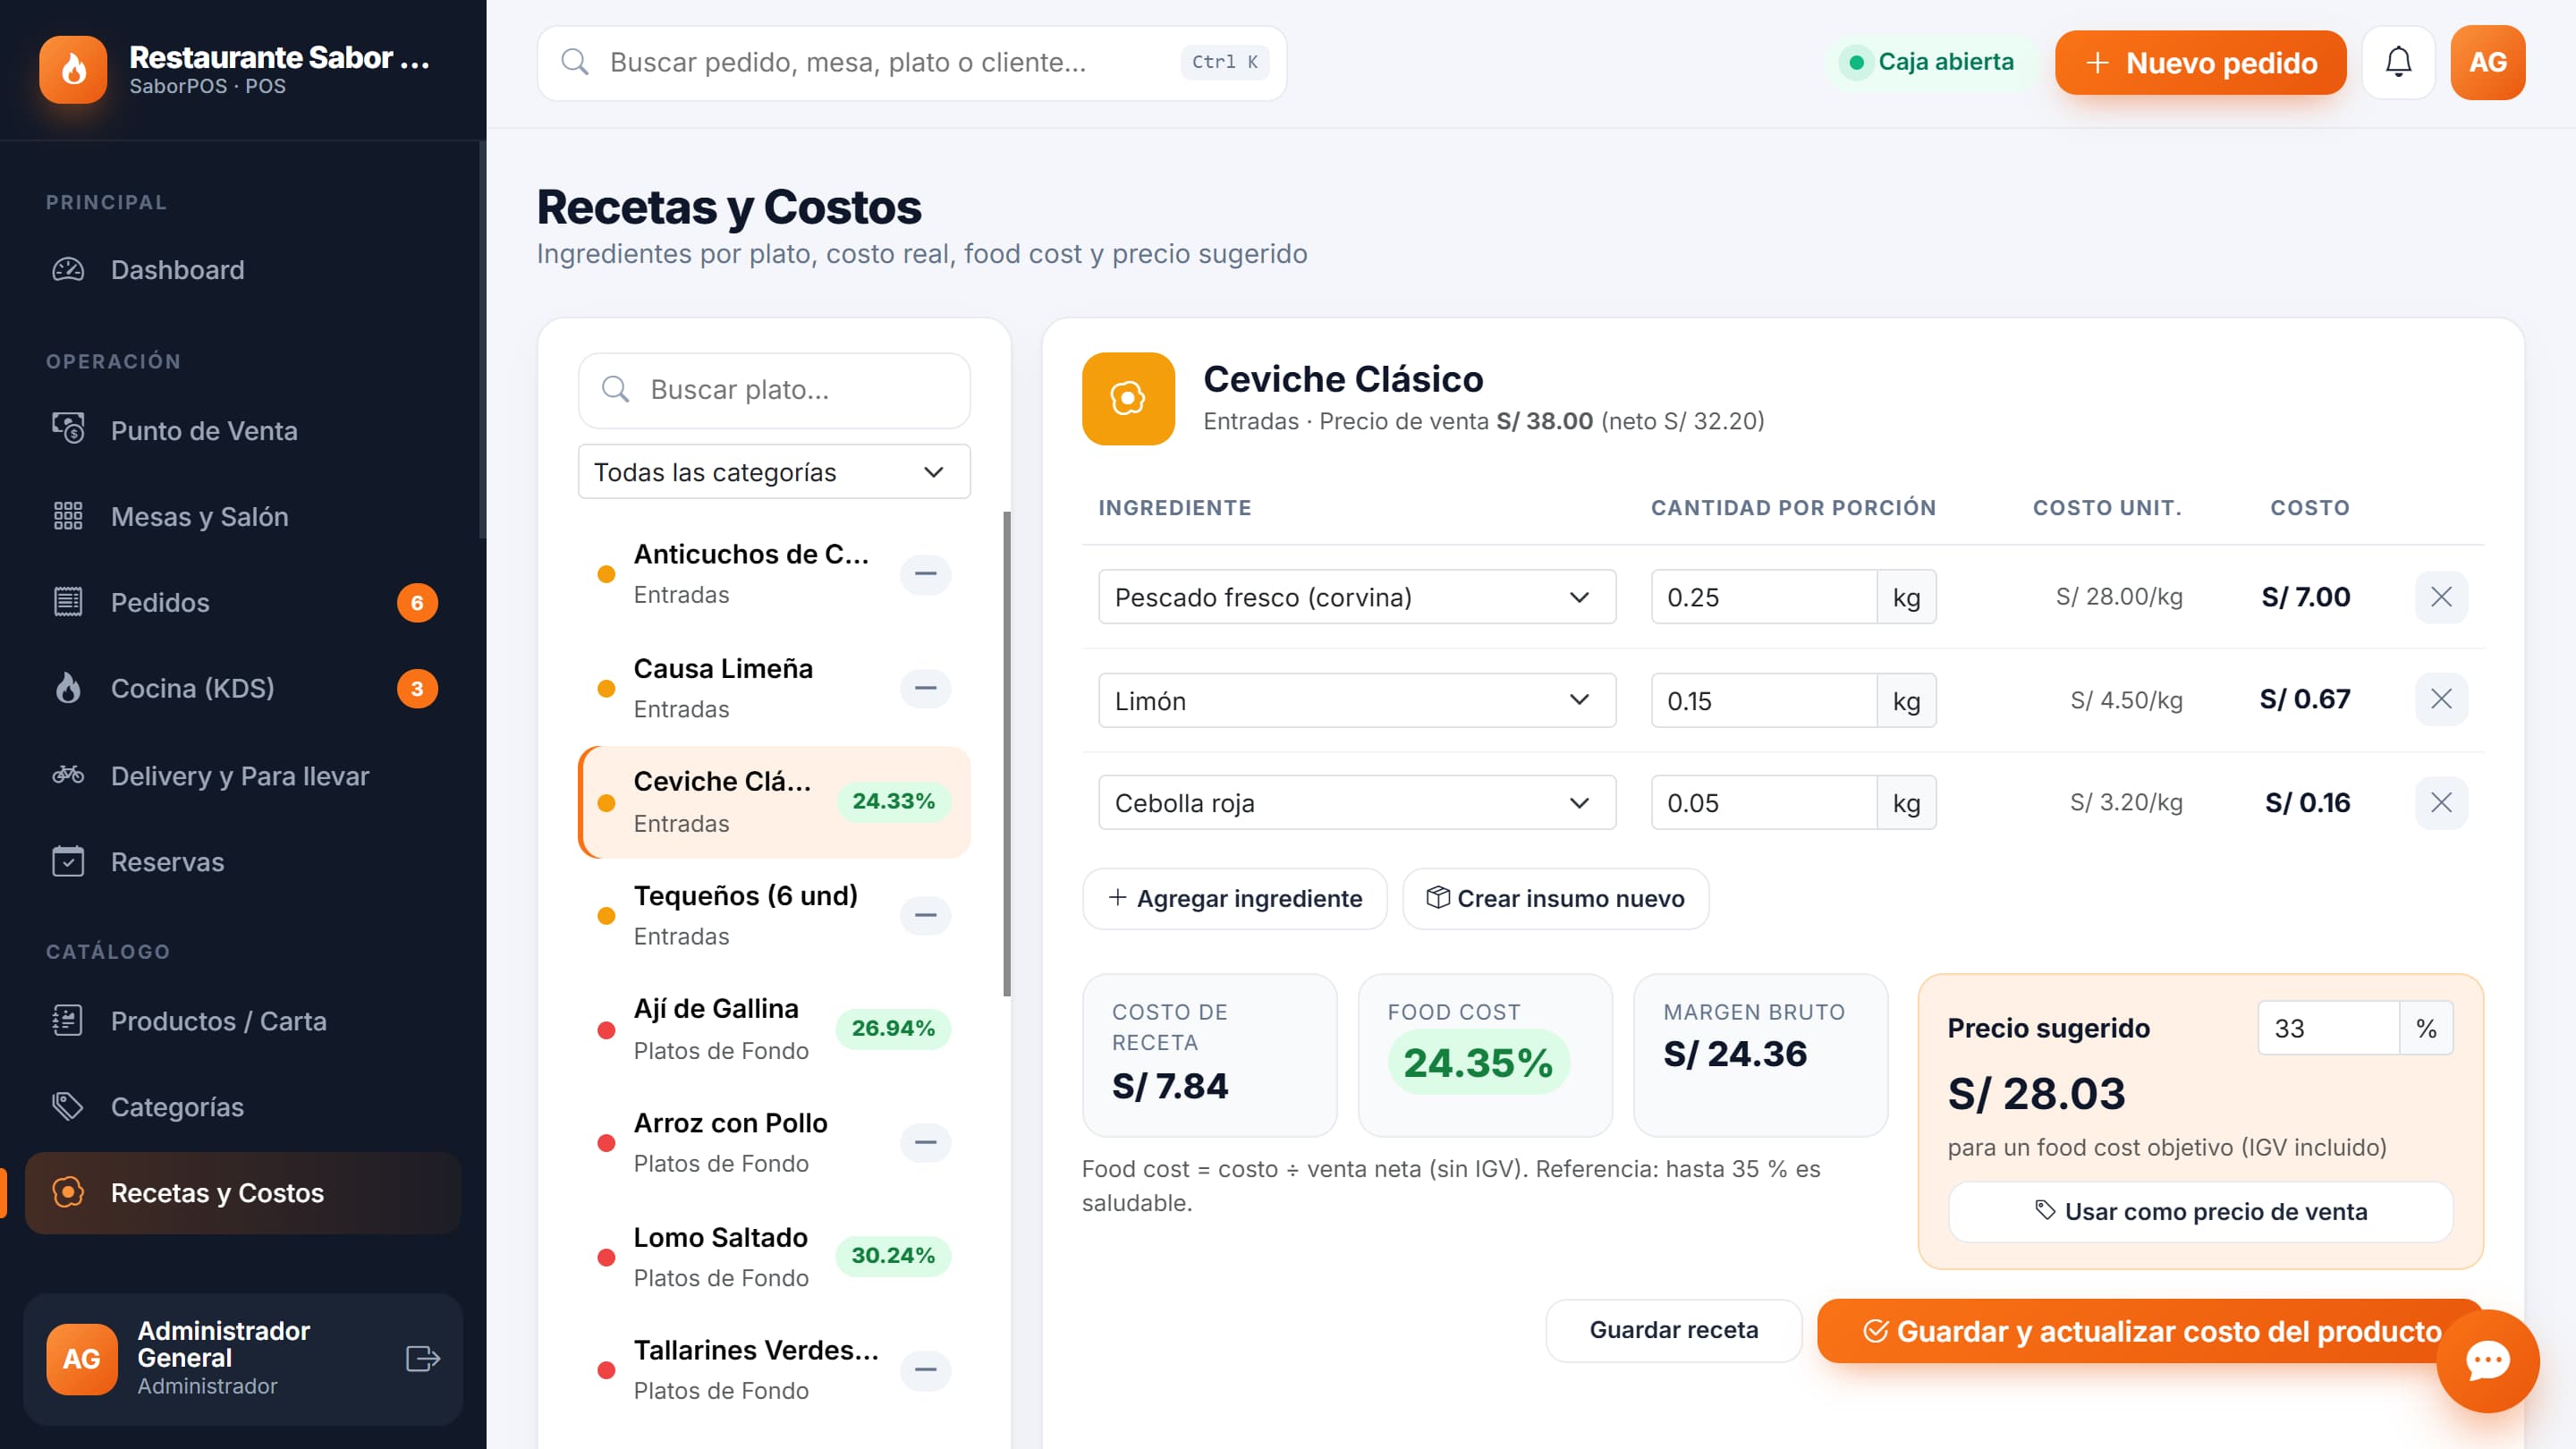 Restaurante Sabor ...
SaborPOS · POS
PRINCIPAL
Dashboard
OPERACIÓN
Punto de Venta
Mesas y Salón
Pedidos
6
Cocina (KDS)
3
Delivery y Para llevar
Reservas
CATÁLOGO
Productos / Carta
Categorías
Recetas y Costos
AG
Administrador
General
Administrador
Buscar pedido, mesa, plato o cliente...
Ctrl K
Caja abierta
Nuevo pedido
AG
Recetas y Costos
Ingredientes por plato, costo real, food cost y precio sugerido
Buscar plato...
Todas las categorías
Anticuchos de C...
Entradas
Causa Limeña
Entradas
Ceviche Clá...
24.33%
Entradas
Tequeños (6 und)
Entradas
Ají de Gallina
26.94%
Platos de Fondo
Arroz con Pollo
Platos de Fondo
Lomo Saltado
30.24%
Platos de Fondo
Tallarines Verdes...
Platos de Fondo
Ceviche Clásico
Entradas · Precio de venta S/ 38.00 (neto S/ 32.20)
INGREDIENTE CANTIDAD POR PORCIÓN COSTO UNIT. COSTO
Pescado fresco (corvina) 0.25 kg S/ 28.00/kg S/ 7.00
Limón 0.15 kg S/ 4.50/kg S/ 0.67
Cebolla roja 0.05 kg S/ 3.20/kg S/ 0.16
Agregar ingrediente
Crear insumo nuevo
COSTO DE
RECETA
S/ 7.84
FOOD COST
24.35%
MARGEN BRUTO
S/ 24.36
Food cost = costo ÷ venta neta (sin IGV). Referencia: hasta 35 % es
saludable.
Precio sugerido
33 %
S/ 28.03
para un food cost objetivo (IGV incluido)
Usar como precio de venta
Guardar receta
Guardar y actualizar costo del producto